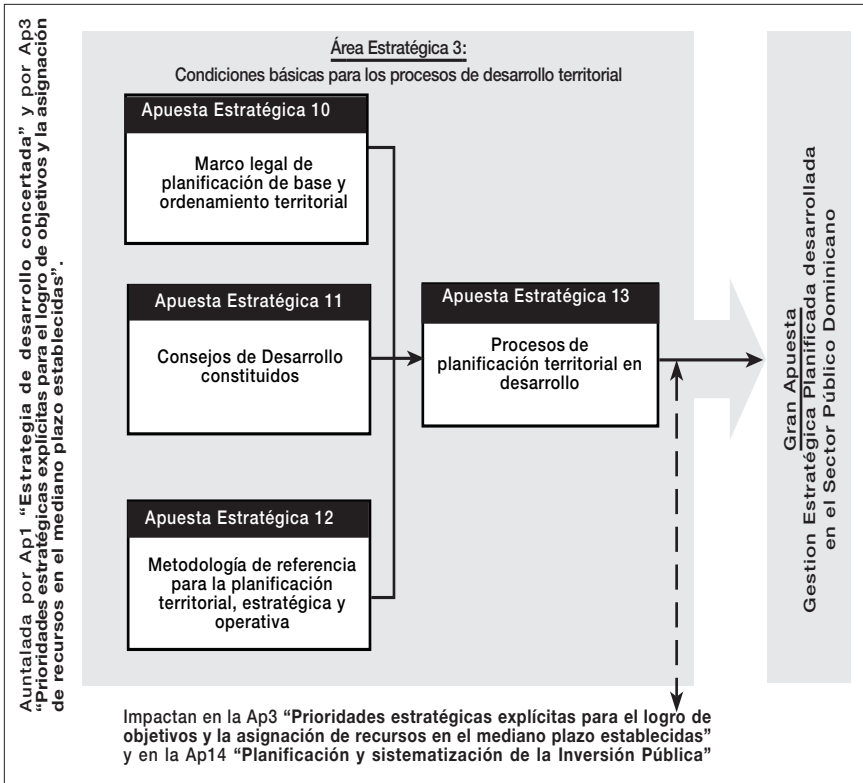 Auntalada por Ap1 “Estrategia de desarrollo concertada” y por Ap3
“Prioridades estratégicas explícitas para el logro de objetivos y la asignación
de recursos en el mediano plazo establecidas”.
Área Estratégica 3:
Condiciones básicas para los procesos de desarrollo territorial
Apuesta Estratégica 10
Marco legal de
planificación de base y
ordenamiento territorial
Apuesta Estratégica 11
Consejos de Desarrollo
constituidos
Apuesta Estratégica 12
Metodología de referencia
para la planificación
territorial, estratégica y
operativa
Apuesta Estratégica 13
Procesos de
planificación territorial en
desarrollo
Gran Apuesta
Gestion Estratégica Planificada desarrollada
en el Sector Público Dominicano
Impactan en la Ap3 “Prioridades estratégicas explícitas para el logro de
objetivos y la asignación de recursos en el mediano plazo establecidas”
y en la Ap14 “Planificación y sistematización de la Inversión Pública”